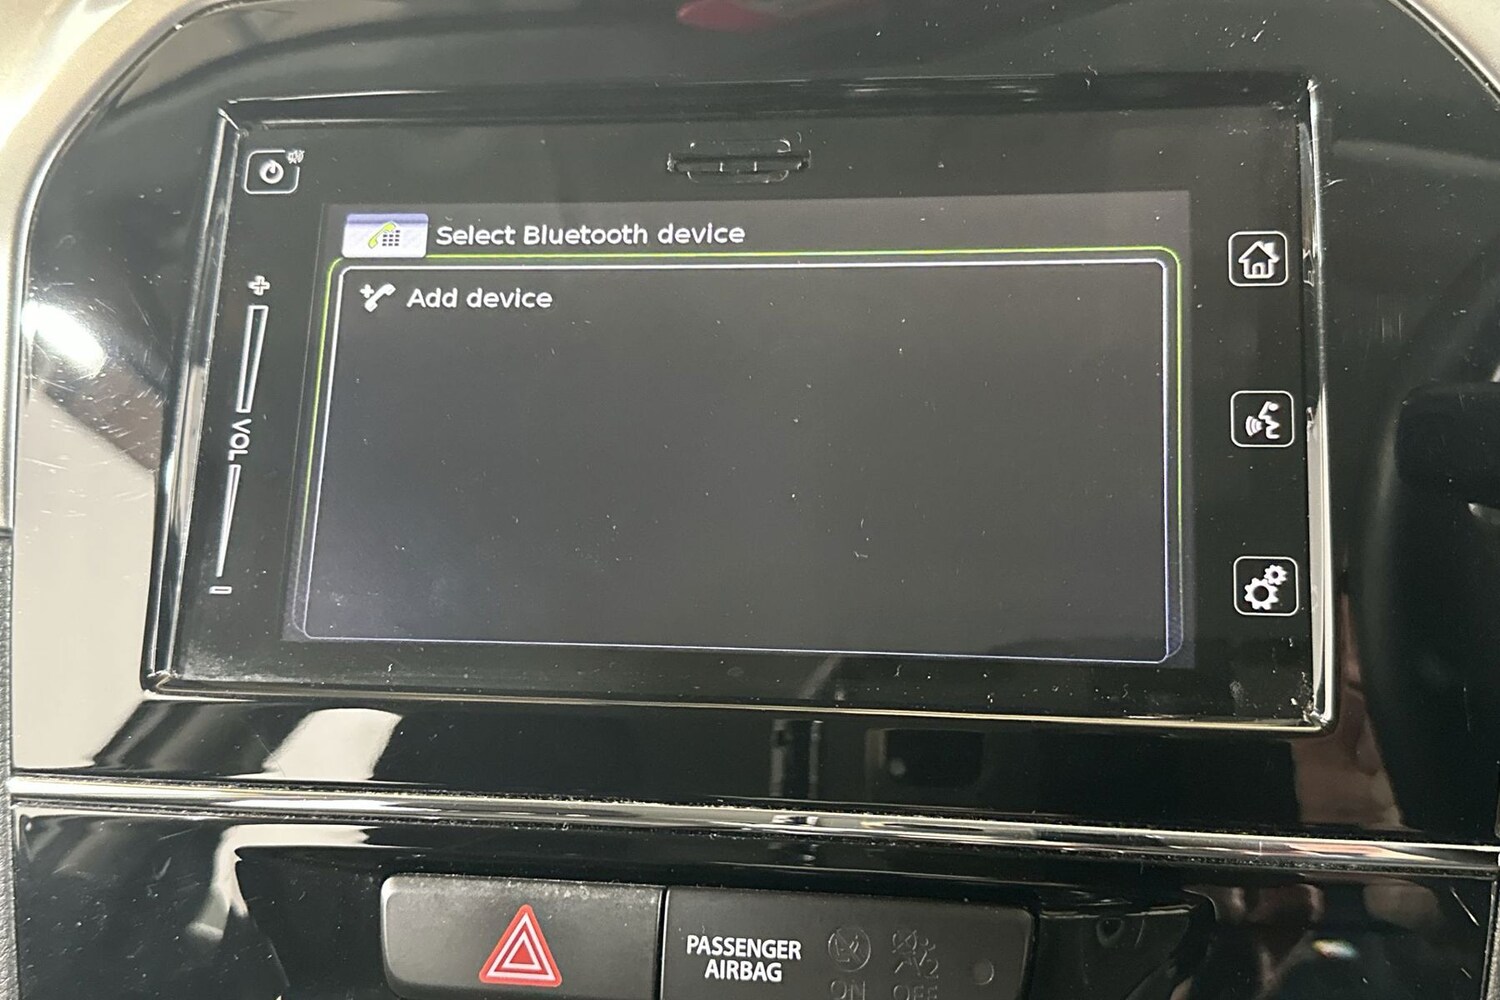 Select Bluetooth device
Add device
VOL
PASSENGER
AIRBAG
ON OFF